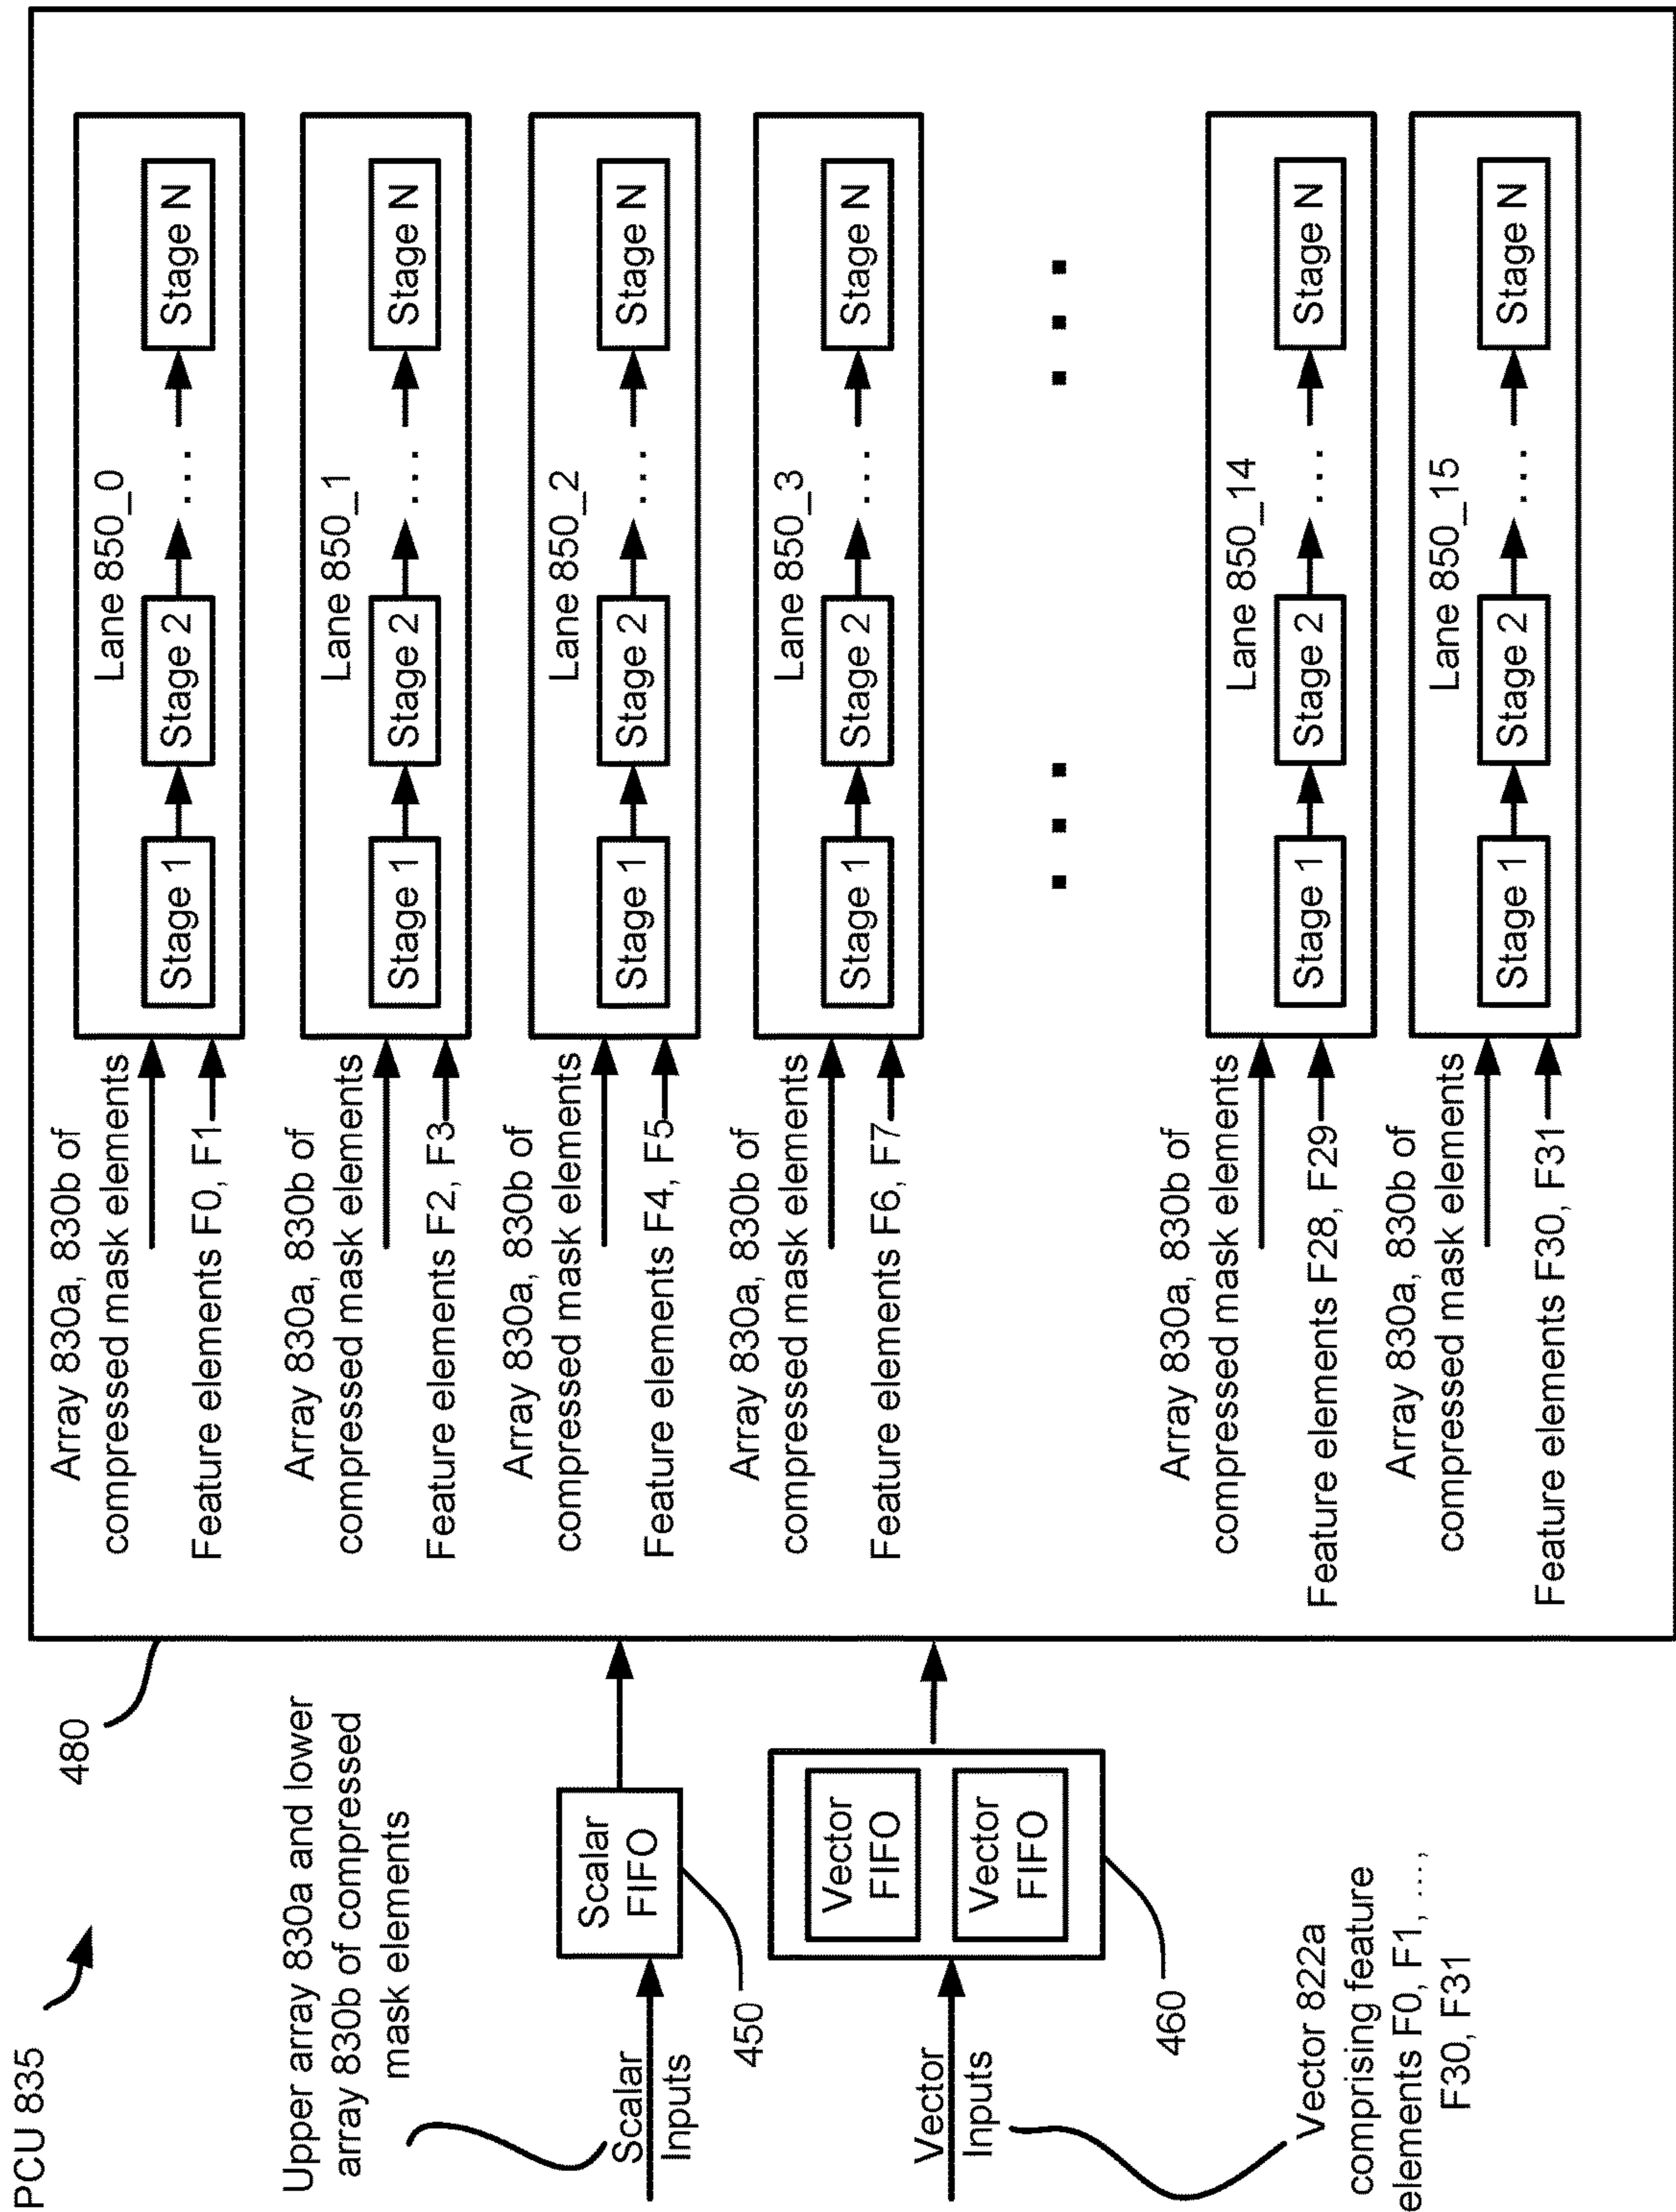 PCU 835
480
Upper array 830a and lower
array 830b of compressed
mask elements
Scalar
Inputs
Scalar
FIFO
450
Vector
Inputs
Vector
FIFO
Vector
FIFO
460
Vector 822a
comprising feature
elements F0, F1, ...,
F30, F31
Array 830a, 830b of
compressed mask elements
Feature elements F0, F1
Lane 850_0
Stage 1
Stage 2
...
Stage N
Array 830a, 830b of
compressed mask elements
Feature elements F2, F3
Lane 850_1
Stage 1
Stage 2
...
Stage N
Array 830a, 830b of
compressed mask elements
Feature elements F4, F5
Lane 850_2
Stage 1
Stage 2
...
Stage N
Array 830a, 830b of
compressed mask elements
Feature elements F6, F7
Lane 850_3
Stage 1
Stage 2
...
Stage N
Array 830a, 830b of
compressed mask elements
Feature elements F28, F29
Lane 850_14
Stage 1
Stage 2
...
Stage N
Array 830a, 830b of
compressed mask elements
Feature elements F30, F31
Lane 850_15
Stage 1
Stage 2
...
Stage N